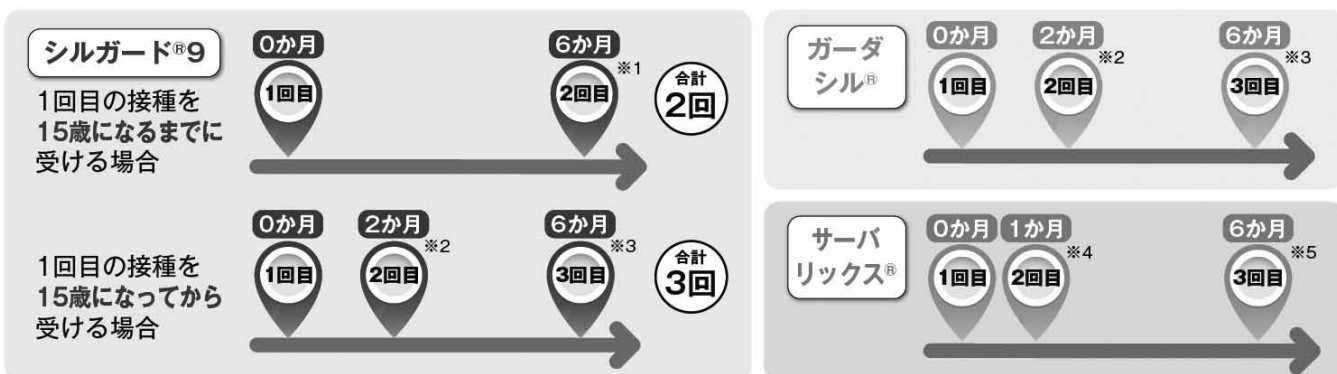 シルガード®9
1回目の接種を
15歳になるまでに
受ける場合
0か月
1回目
6か月
※1
2回目
合計
2回
1回目の接種を
15歳になってから
受ける場合
0か月
1回目
2か月
※2
2回目
6か月
※3
3回目
合計
3回
ガーダ
シル®
0か月
1回目
2か月
※2
2回目
6か月
※3
3回目
サーバ
リックス®
0か月
1回目
1か月
※4
2回目
6か月
※5
3回目